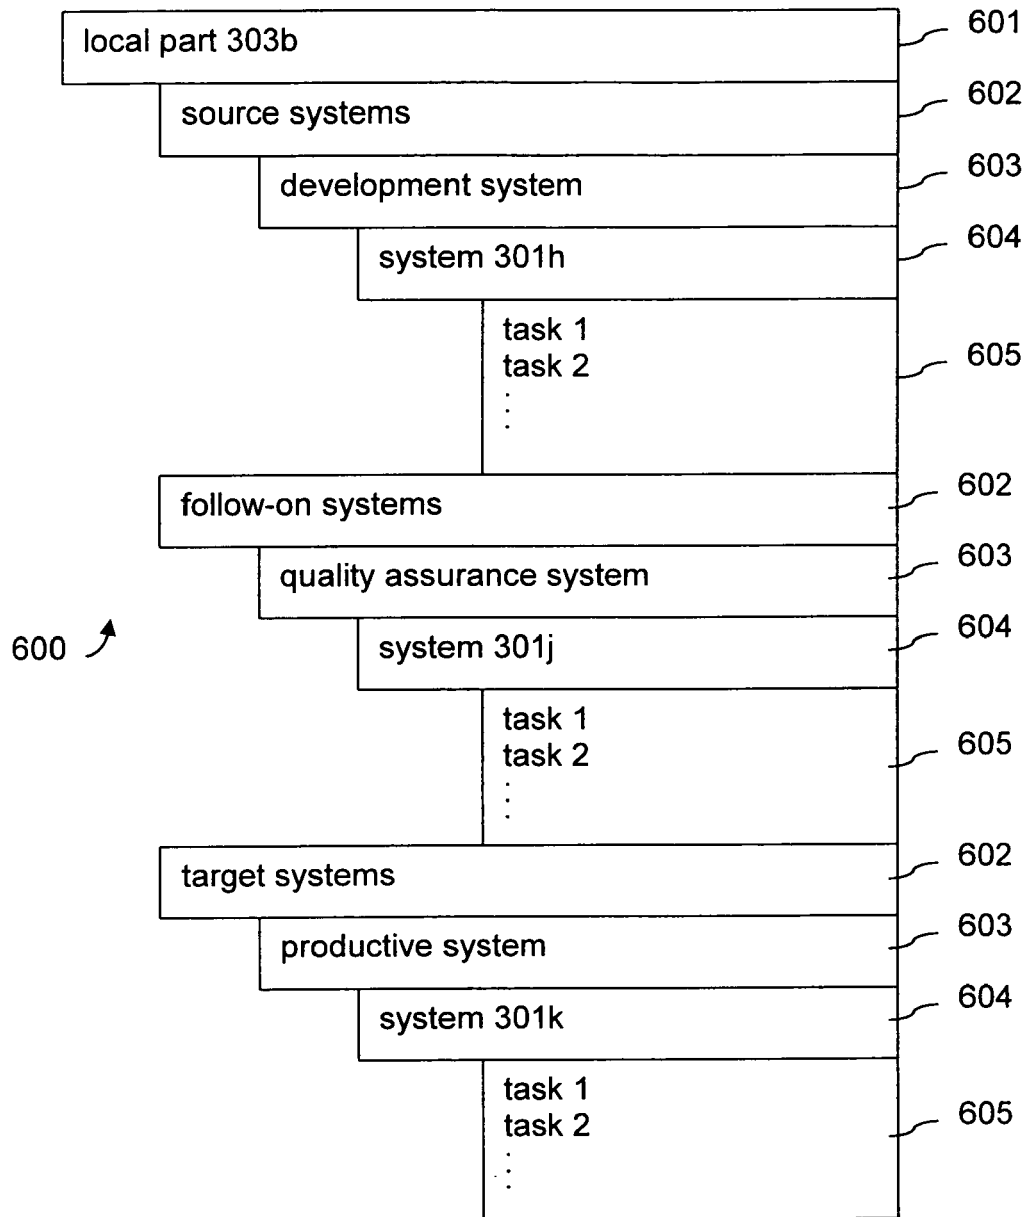 local part 303b 601
source systems 602
development system 603
system 301h 604
task 1
task 2 605
follow-on systems 602
quality assurance system 603
600 system 301j 604
task 1
task 2 605
target systems 602
productive system 603
system 301k 604
task 1
task 2 605